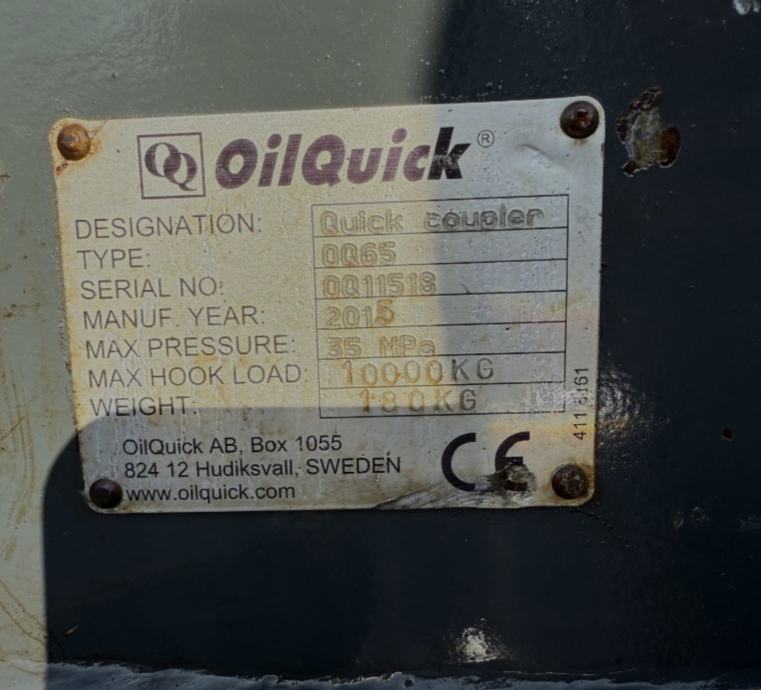 OQ OilQuick®
DESIGNATION: Quick coupler
TYPE: OQ65
SERIAL NO: OQ11518
MANUF. YEAR: 2015
MAX PRESSURE: 35 MPa
MAX HOOK LOAD: 10000KG
WEIGHT: 180KG
OilQuick AB, Box 1055
824 12 Hudiksvall, SWEDEN
www.oilquick.com
CE